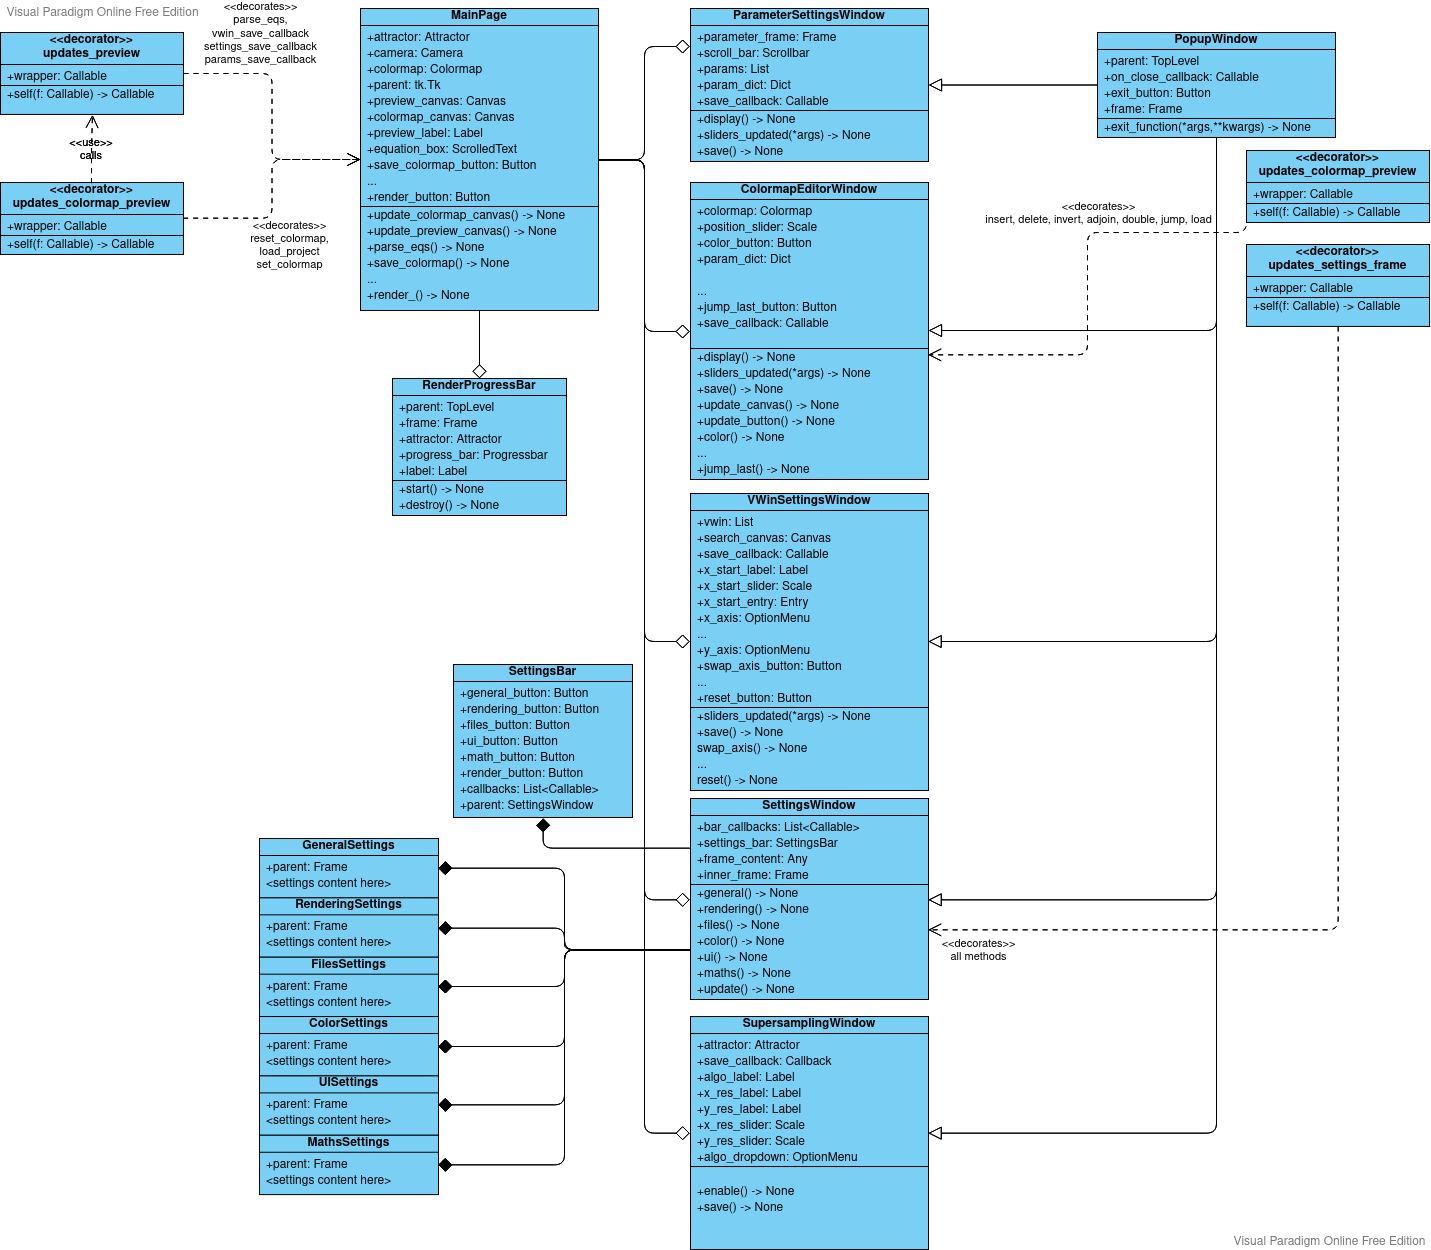 Visual Paradigm Online Free Edition
<<decorator>>
updates_preview
+wrapper: Callable
+self(f: Callable) -> Callable
<<decorates>>
parse_eqs,
vwin_save_callback
settings_save_callback
params_save_callback
<<use>>
calls
<<decorator>>
updates_colormap_preview
+wrapper: Callable
+self(f: Callable) -> Callable
<<decorates>>
reset_colormap,
load_project
set_colormap
MainPage
+attractor: Attractor
+camera: Camera
+colormap: Colormap
+parent: tk.Tk
+preview_canvas: Canvas
+colormap_canvas: Canvas
+preview_label: Label
+equation_box: ScrolledText
+save_colormap_button: Button
...
+render_button: Button
+update_colormap_canvas() -> None
+update_preview_canvas() -> None
+parse_eqs() -> None
+save_colormap() -> None
...
+render_() -> None
RenderProgressBar
+parent: TopLevel
+frame: Frame
+attractor: Attractor
+progress_bar: Progressbar
+label: Label
+start() -> None
+destroy() -> None
ParameterSettingsWindow
+parameter_frame: Frame
+scroll_bar: Scrollbar
+params: List
+param_dict: Dict
+save_callback: Callable
+display() -> None
+sliders_updated(*args) -> None
+save() -> None
PopupWindow
+parent: TopLevel
+on_close_callback: Callable
+exit_button: Button
+frame: Frame
+exit_function(*args,**kwargs) -> None
<<decorator>>
updates_colormap_preview
+wrapper: Callable
+self(f: Callable) -> Callable
<<decorates>>
insert, delete, invert, adjoin, double, jump, load
<<decorator>>
updates_settings_frame
+wrapper: Callable
+self(f: Callable) -> Callable
ColormapEditorWindow
+colormap: Colormap
+position_slider: Scale
+color_button: Button
+param_dict: Dict
...
+jump_last_button: Button
+save_callback: Callable
+display() -> None
+sliders_updated(*args) -> None
+save() -> None
+update_canvas() -> None
+update_button() -> None
+color() -> None
...
+jump_last() -> None
VWinSettingsWindow
+vwin: List
+search_canvas: Canvas
+save_callback: Callable
+x_start_label: Label
+x_start_slider: Scale
+x_start_entry: Entry
+x_axis: OptionMenu
...
+y_axis: OptionMenu
+swap_axis_button: Button
...
+reset_button: Button
+sliders_updated(*args) -> None
+save() -> None
swap_axis() -> None
...
reset() -> None
SettingsBar
+general_button: Button
+rendering_button: Button
+files_button: Button
+ui_button: Button
+math_button: Button
+render_button: Button
+callbacks: List<Callable>
+parent: SettingsWindow
SettingsWindow
+bar_callbacks: List<Callable>
+settings_bar: SettingsBar
+frame_content: Any
+inner_frame: Frame
+general() -> None
+rendering() -> None
+files() -> None
+color() -> None
+ui() -> None
+maths() -> None
+update() -> None
<<decorates>>
all methods
GeneralSettings
+parent: Frame
<settings content here>
RenderingSettings
+parent: Frame
<settings content here>
FilesSettings
+parent: Frame
<settings content here>
ColorSettings
+parent: Frame
<settings content here>
UISettings
+parent: Frame
<settings content here>
MathsSettings
+parent: Frame
<settings content here>
SupersamplingWindow
+attractor: Attractor
+save_callback: Callback
+algo_label: Label
+x_res_label: Label
+y_res_label: Label
+x_res_slider: Scale
+y_res_slider: Scale
+algo_dropdown: OptionMenu
+enable() -> None
+save() -> None
Visual Paradigm Online Free Edition